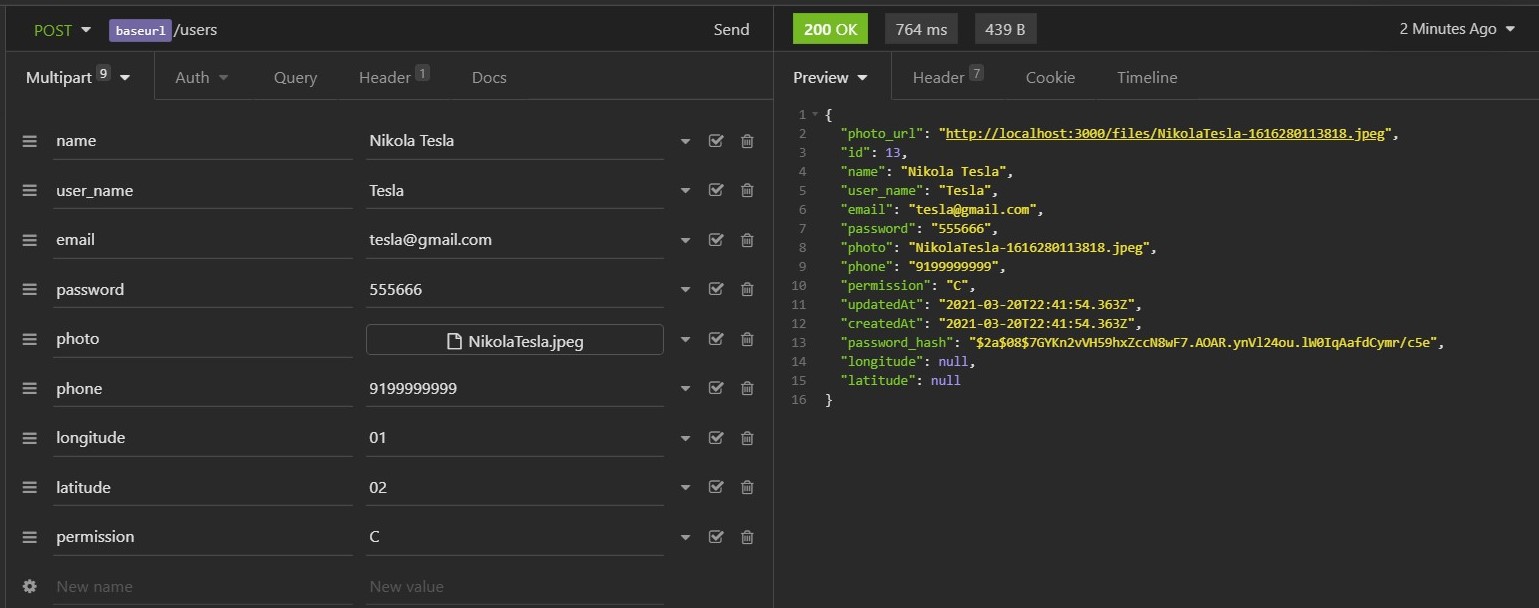 POST baseurl /users Send
Multipart 9 Auth Query Header 1 Docs
name Nikola Tesla
user_name Tesla
email tesla@gmail.com
password 555666
photo NikolaTesla.jpeg
phone 9199999999
longitude 01
latitude 02
permission C
New name New value
200 OK 764 ms 439 B 2 Minutes Ago
Preview Header 7 Cookie Timeline
1 {
2 "photo_url": "http://localhost:3000/files/NikolaTesla-1616280113818.jpeg",
3 "id": 13,
4 "name": "Nikola Tesla",
5 "user_name": "Tesla",
6 "email": "tesla@gmail.com",
7 "password": "555666",
8 "photo": "NikolaTesla-1616280113818.jpeg",
9 "phone": "9199999999",
10 "permission": "C",
11 "updatedAt": "2021-03-20T22:41:54.363Z",
12 "createdAt": "2021-03-20T22:41:54.363Z",
13 "password_hash": "$2a$08$7GYKn2vVH59hxZccN8wF7.AOAR.ynVl24ou.lW0IqAafdCymr/c5e",
14 "longitude": null,
15 "latitude": null
16 }